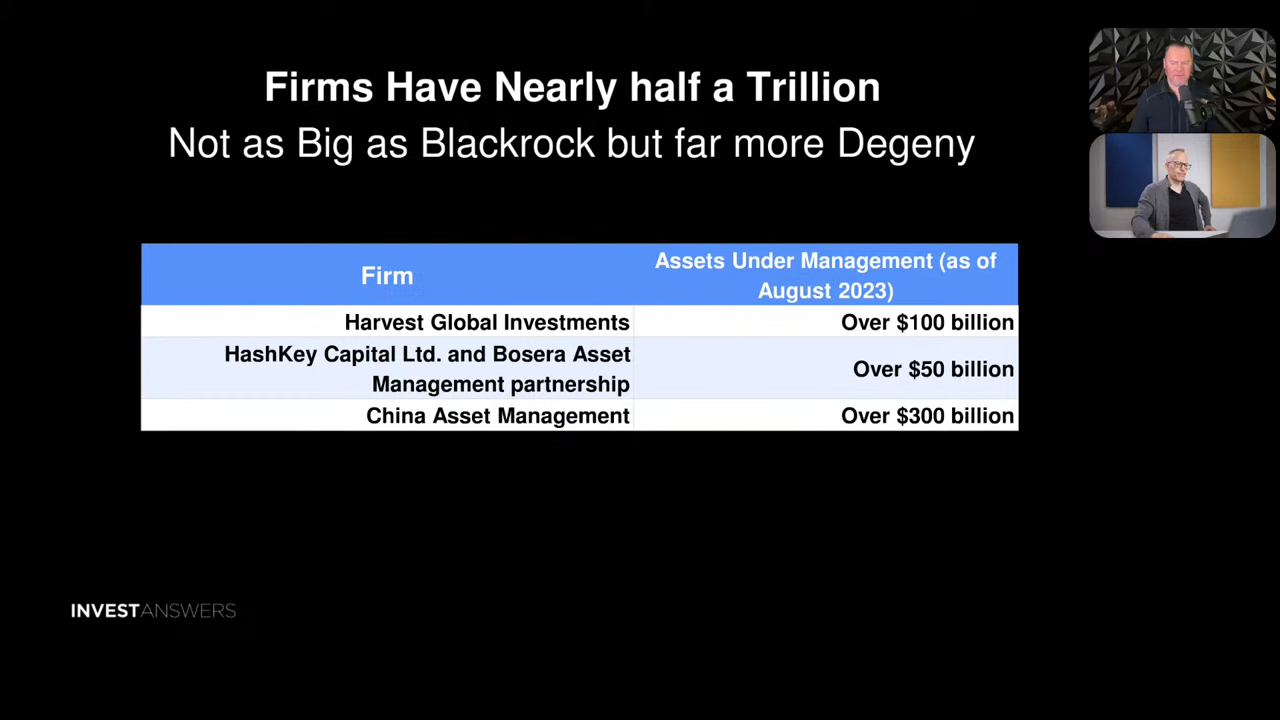 Firms Have Nearly half a Trillion
Not as Big as Blackrock but far more Degeny
Firm
Assets Under Management (as of
August 2023)
Harvest Global Investments
Over $100 billion
HashKey Capital Ltd. and Bosera Asset
Management partnership
Over $50 billion
China Asset Management
Over $300 billion
INVESTANSWERS